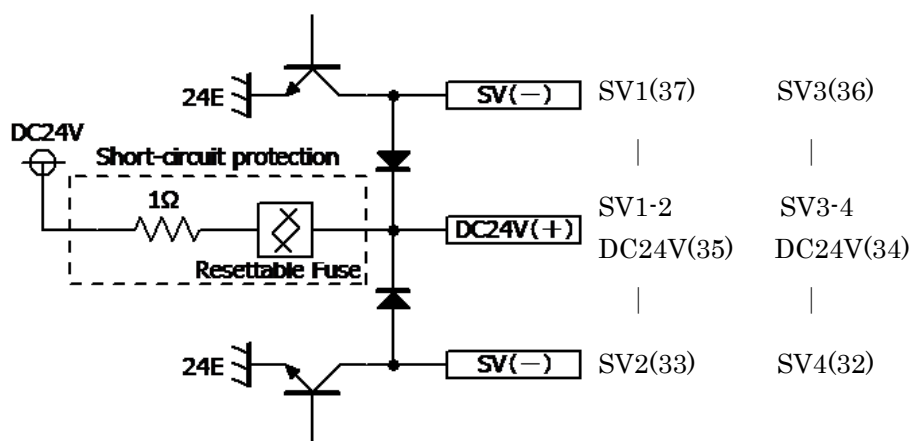 24E
SV(−)
SV1(37)
SV3(36)
DC24V
Short-circuit protection
|
|
1Ω
DC24V(+)
SV1-2
SV3-4
DC24V(35)
DC24V(34)
Resettable Fuse
|
|
24E
SV(−)
SV2(33)
SV4(32)